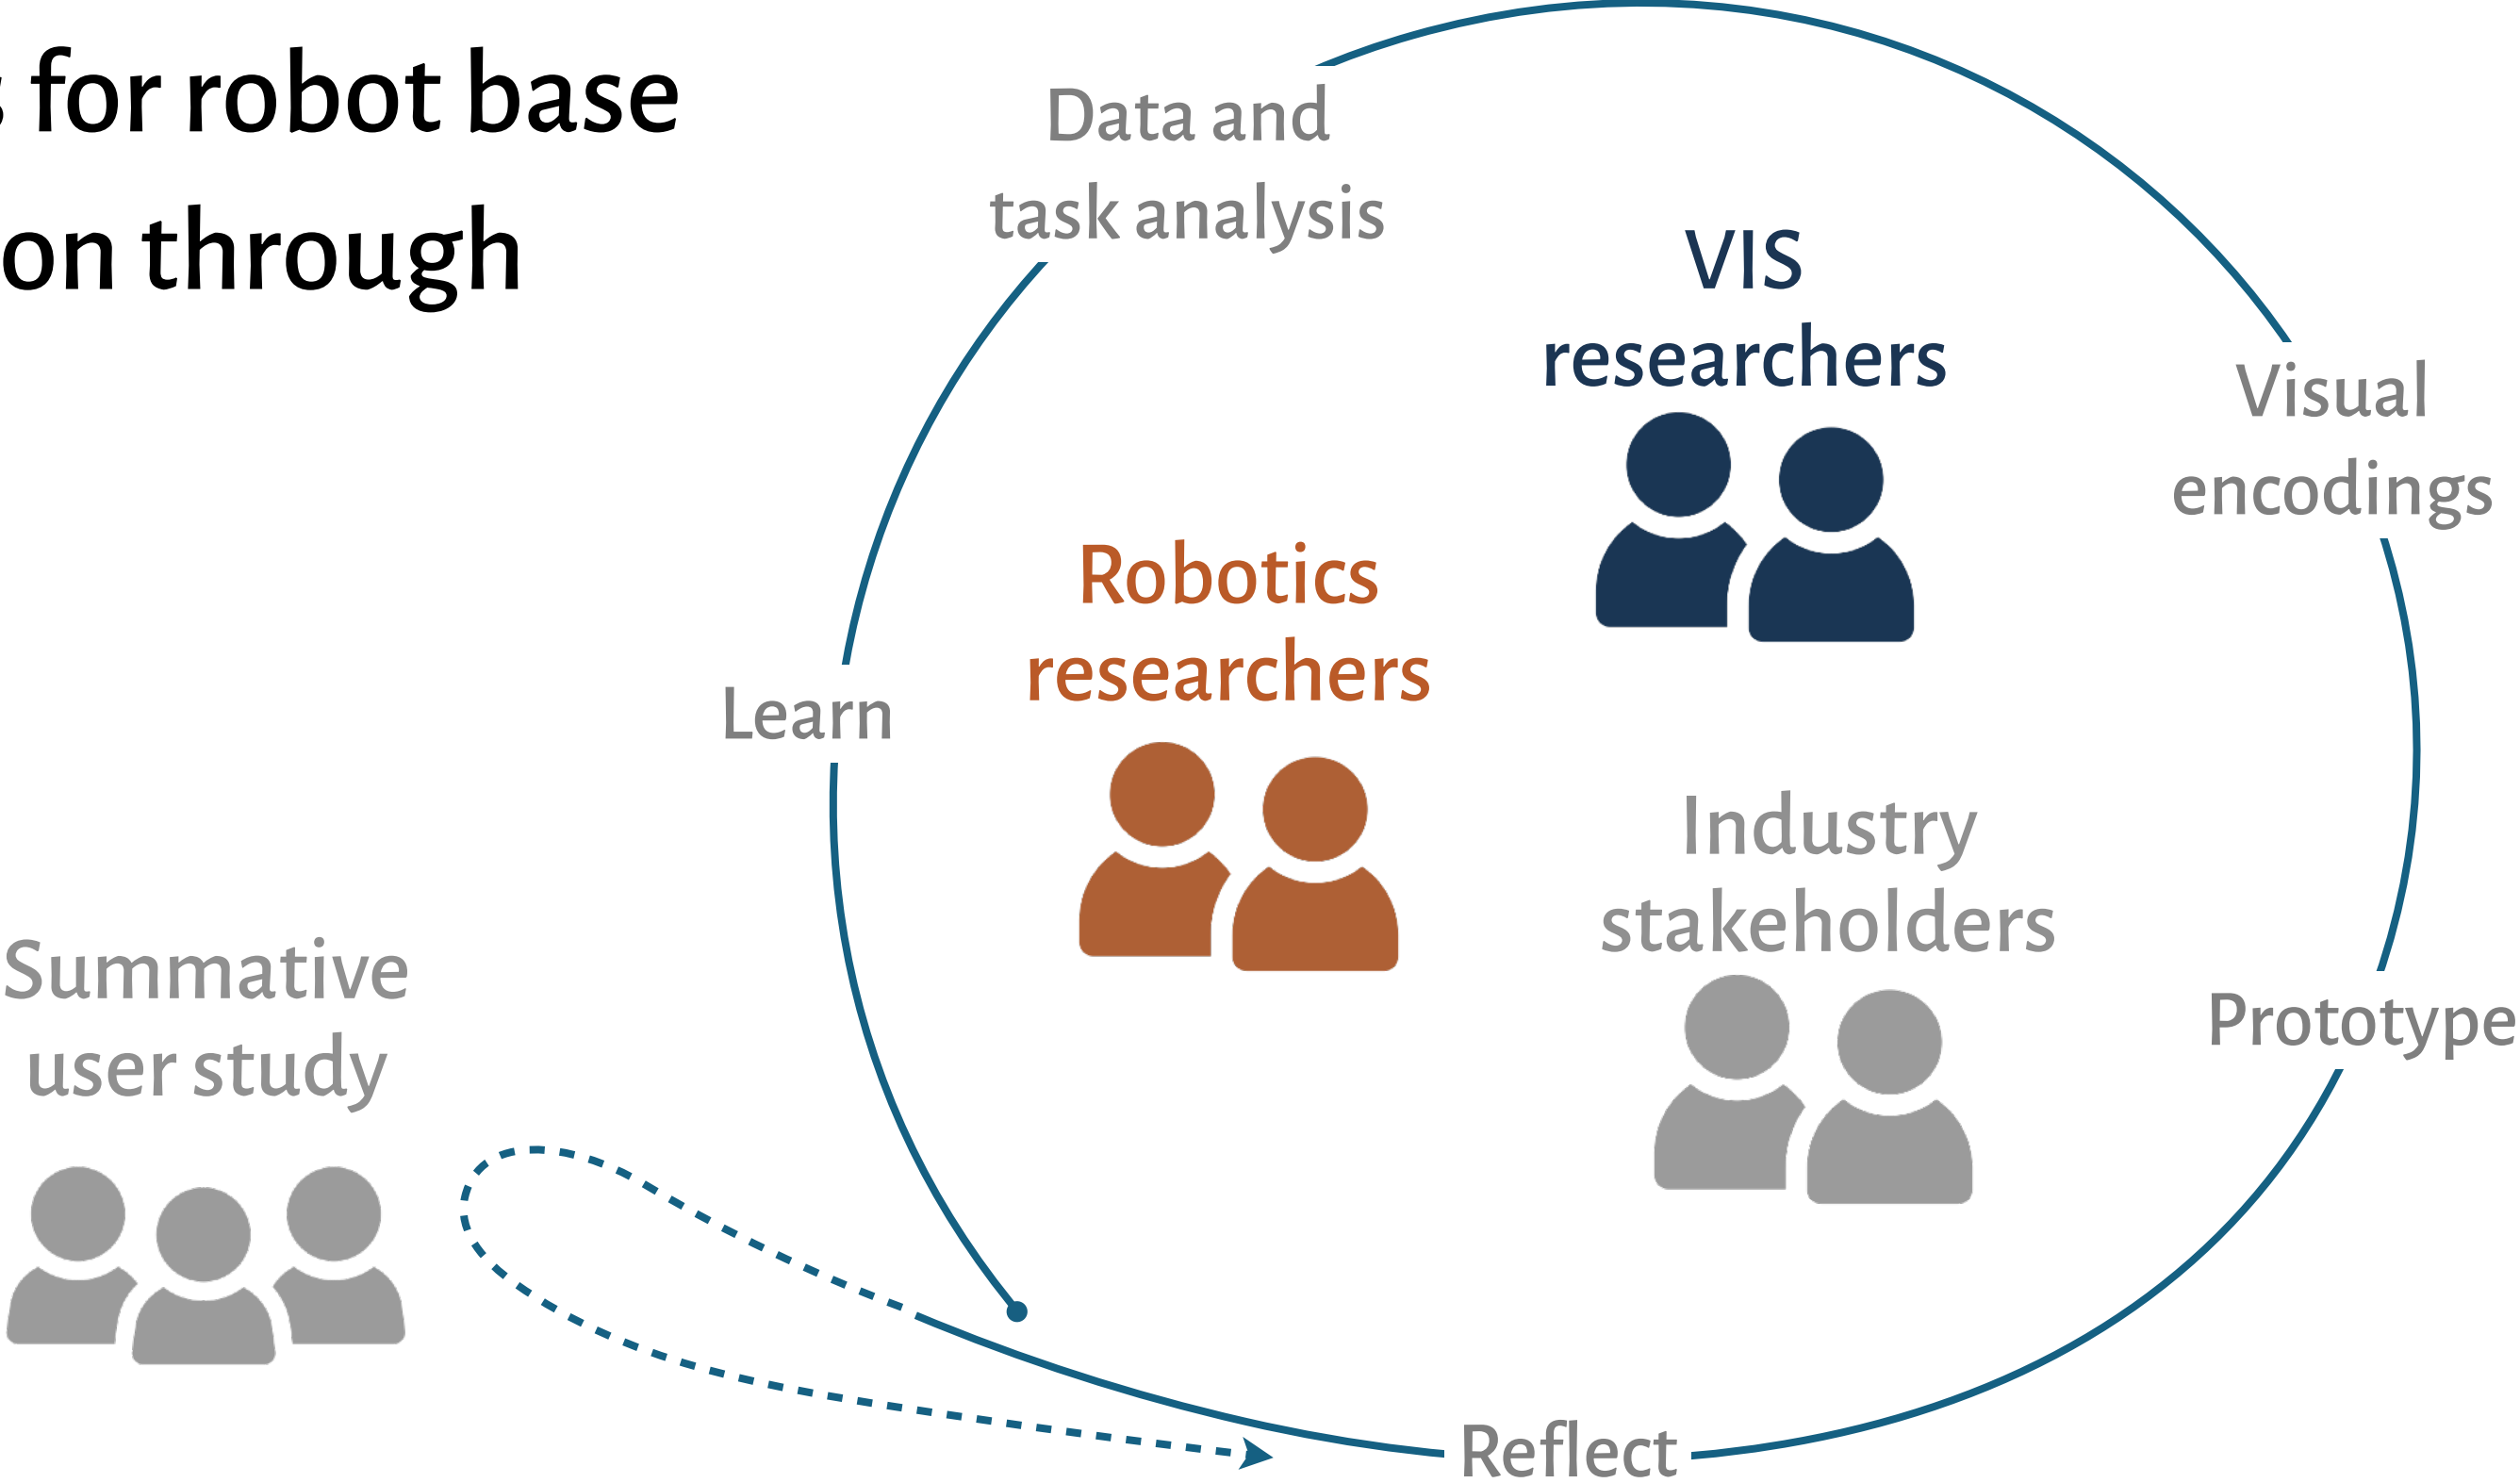 for robot base
on through
Data and
task analysis
VIS
researchers
Visual
encodings
Robotics
researchers
Learn
Industry
stakeholders
Summative
user study
Prototype
Reflect